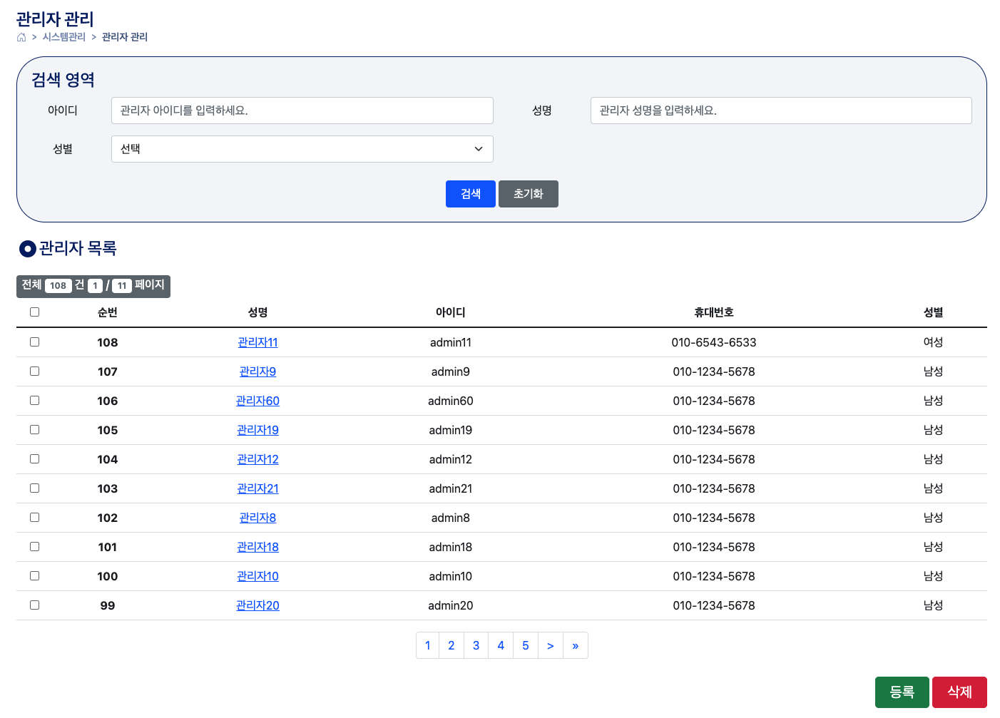 관리자 관리
> 시스템관리 > 관리자 관리
검색 영역
아이디 관리자 아이디를 입력하세요. 성명 관리자 성명을 입력하세요.
성별 선택
검색 초기화
관리자 목록
전체 108 건 1 / 11 페이지
순번 성명 아이디 휴대번호 성별
108 관리자11 admin11 010-6543-6533 여성
107 관리자9 admin9 010-1234-5678 남성
106 관리자60 admin60 010-1234-5678 남성
105 관리자19 admin19 010-1234-5678 남성
104 관리자12 admin12 010-1234-5678 남성
103 관리자21 admin21 010-1234-5678 남성
102 관리자8 admin8 010-1234-5678 남성
101 관리자18 admin18 010-1234-5678 남성
100 관리자10 admin10 010-1234-5678 남성
99 관리자20 admin20 010-1234-5678 남성
1 2 3 4 5 > »
등록 삭제